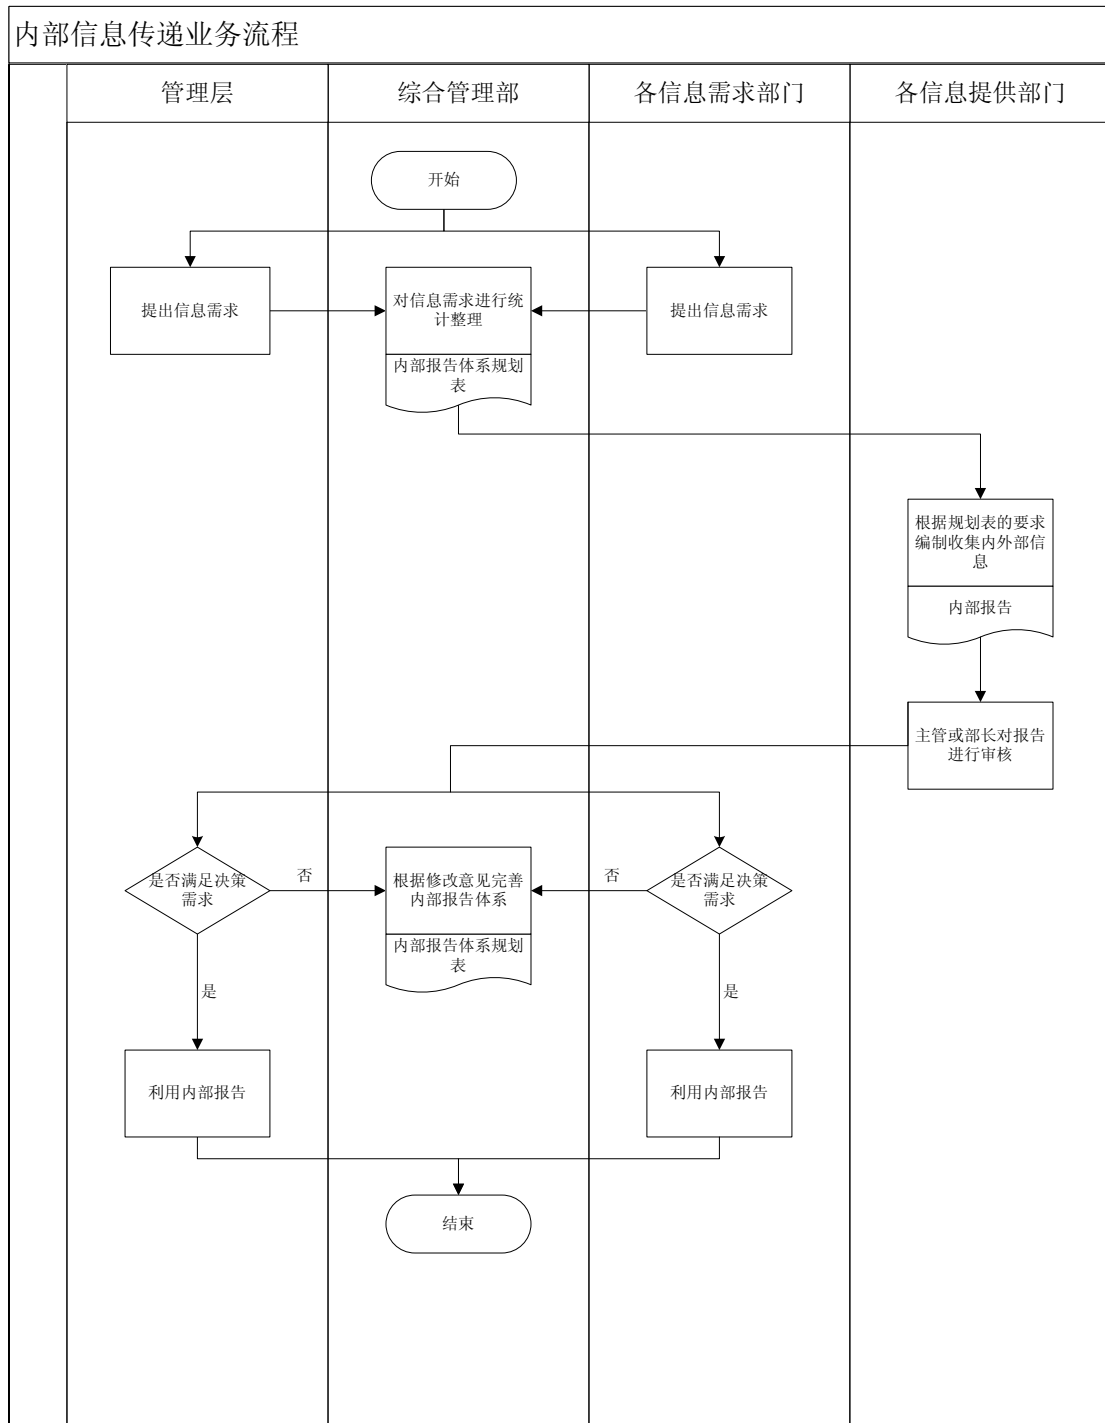 内部信息传递业务流程
管理层
综合管理部
各信息需求部门
各信息提供部门
开始
提出信息需求
对信息需求进行统
计整理
提出信息需求
内部报告体系规划
表
根据规划表的要求
编制收集内外部信
息
内部报告
主管或部长对报告
进行审核
是否满足决策
需求
否
根据修改意见完善
内部报告体系
否
是否满足决策
需求
内部报告体系规划
表
是
是
利用内部报告
利用内部报告
结束